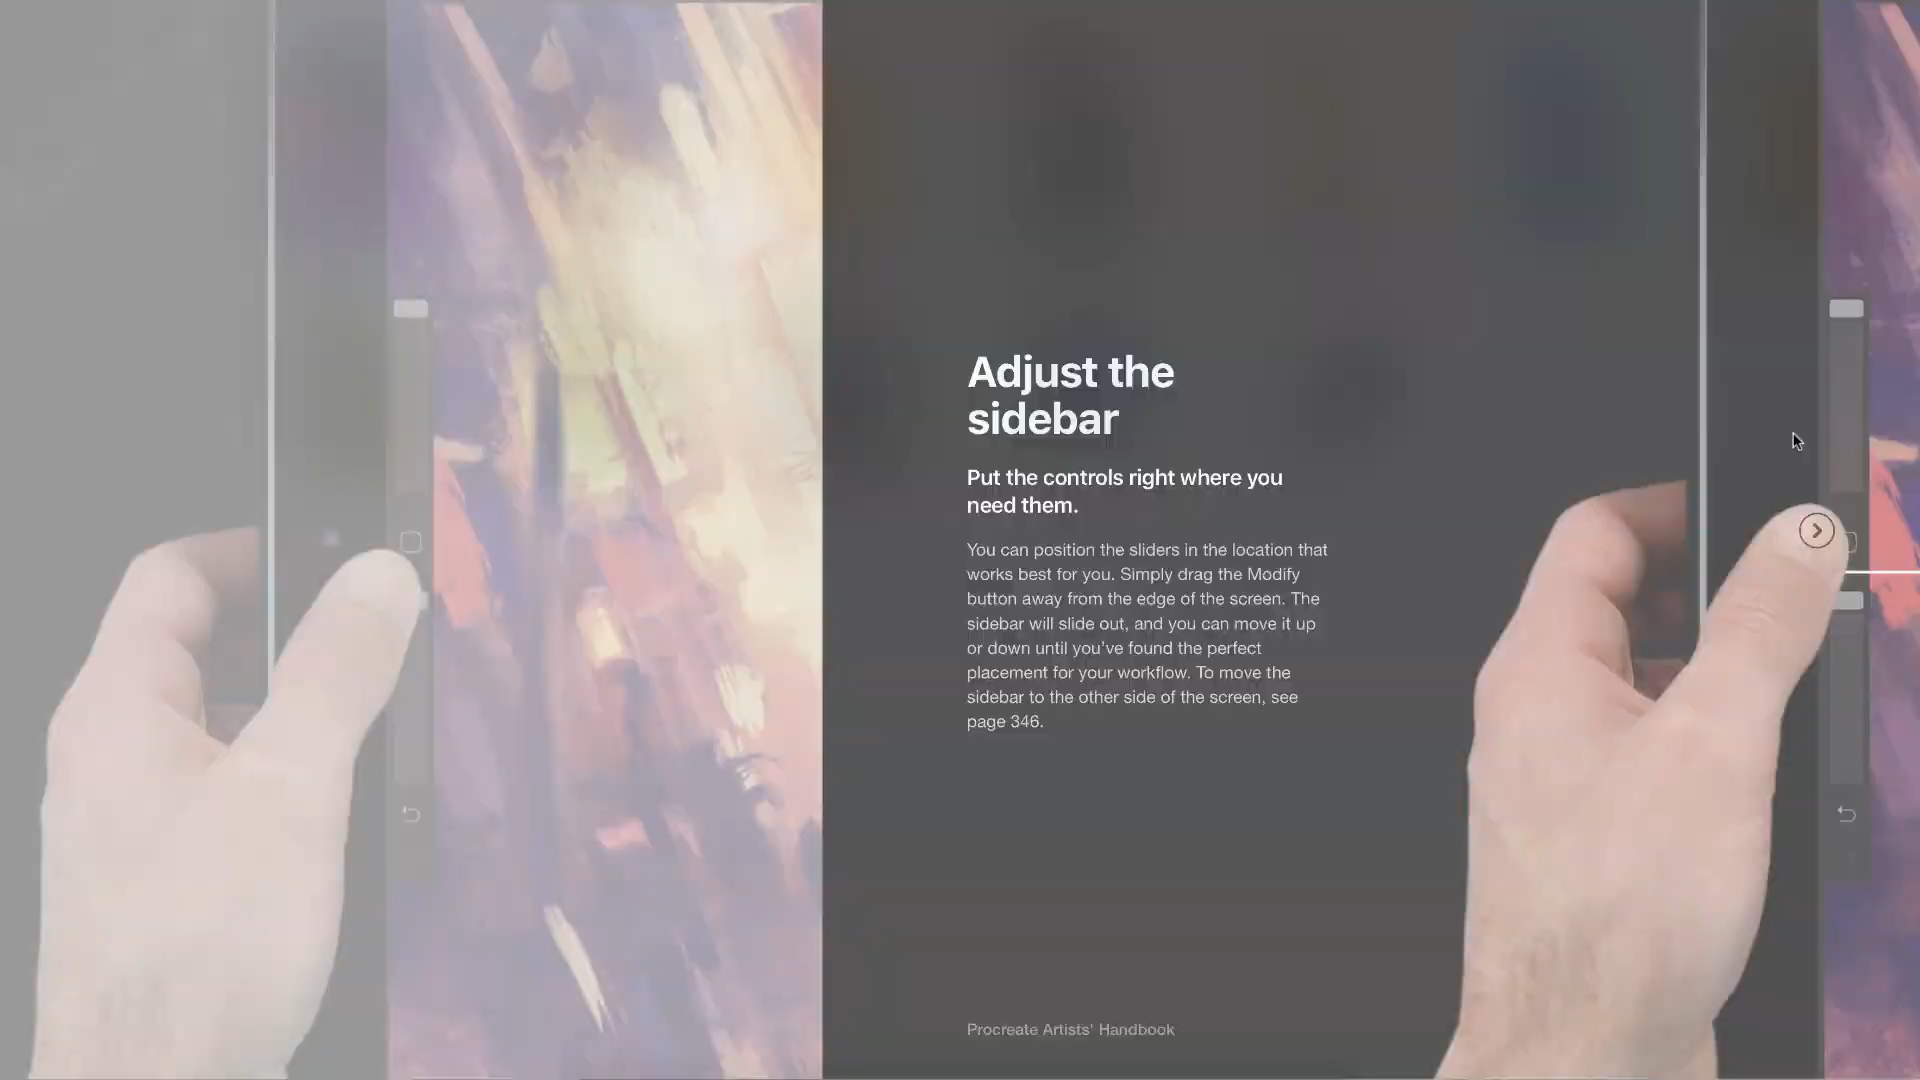 Adjust the
sidebar
Put the controls right where you
need them.
You can position the sliders in the location that
works best for you. Simply drag the Modify
button away from the edge of the screen. The
sidebar will slide out, and you can move it up
or down until you’ve found the perfect
placement for your workflow. To move the
sidebar to the other side of the screen, see
page 346.
Procreate Artists’ Handbook